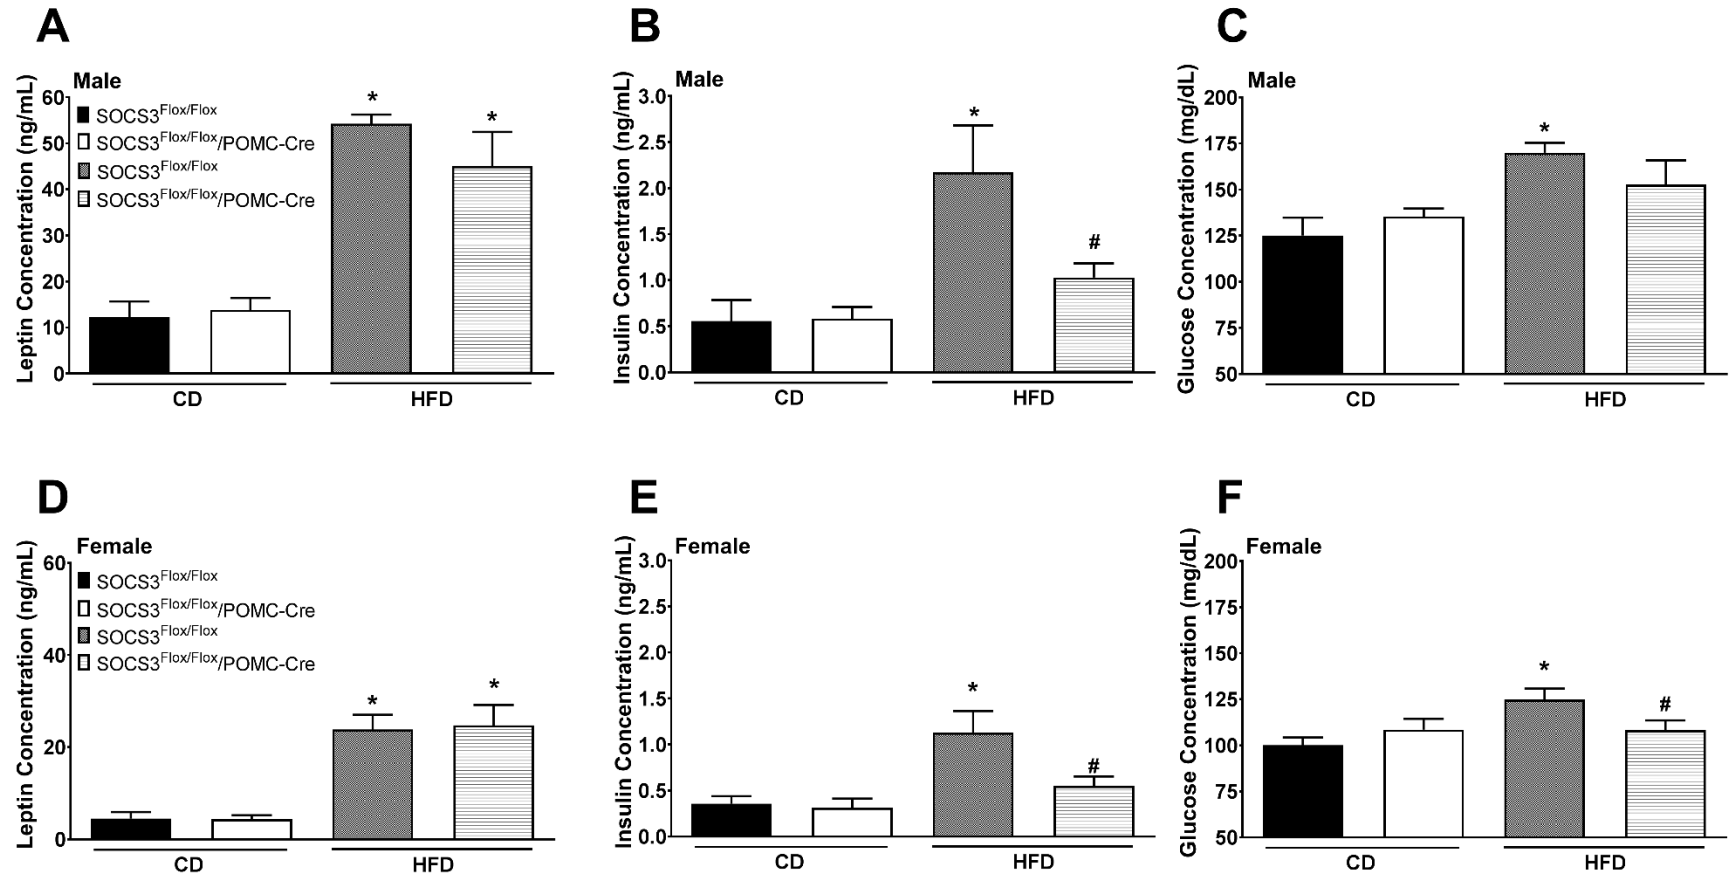 A
Male
Leptin Concentration (ng/mL)
60
50
40
30
20
10
0
SOCS3Flox/Flox
SOCS3Flox/Flox/POMC-Cre
SOCS3Flox/Flox
SOCS3Flox/Flox/POMC-Cre
*
*
CD
HFD
B
Male
Insulin Concentration (ng/mL)
3.0
2.5
2.0
1.5
1.0
0.5
0.0
*
#
CD
HFD
C
Male
Glucose Concentration (mg/dL)
200
175
150
125
100
75
50
*
CD
HFD
D
Female
Leptin Concentration (ng/mL)
60
40
20
0
SOCS3Flox/Flox
SOCS3Flox/Flox/POMC-Cre
SOCS3Flox/Flox
SOCS3Flox/Flox/POMC-Cre
*
*
CD
HFD
E
Female
Insulin Concentration (ng/mL)
3.0
2.5
2.0
1.5
1.0
0.5
0.0
*
#
CD
HFD
F
Female
Glucose Concentration (mg/dL)
200
175
150
125
100
75
50
*
#
CD
HFD